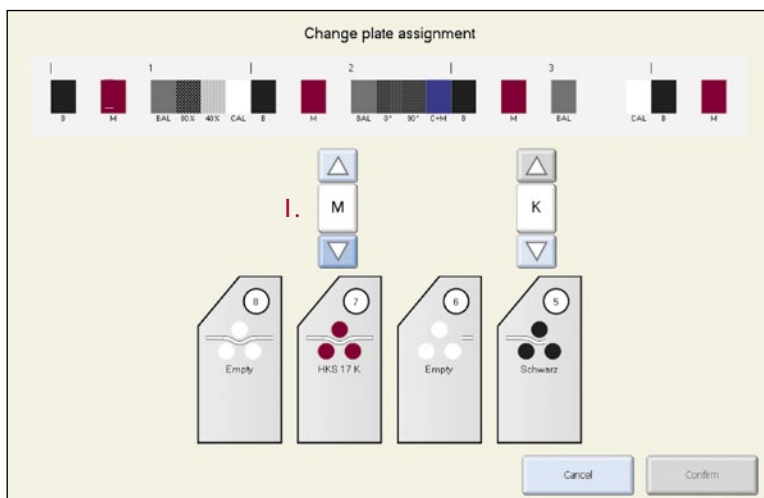 Change plate assignment
1 2 3
B M BAL 80% 40% CAL B M BAL 0° 90° C+M B M BAL CAL B M
I. M K
8 7 6 5
Empty HKS 17 K Empty Schwarz
Cancel Confirm